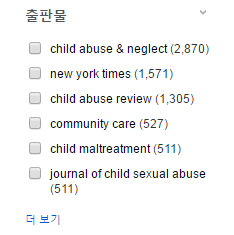 출판물
child abuse & neglect (2,870)
new york times (1,571)
child abuse review (1,305)
community care (527)
child maltreatment (511)
journal of child sexual abuse
(511)
더 보기